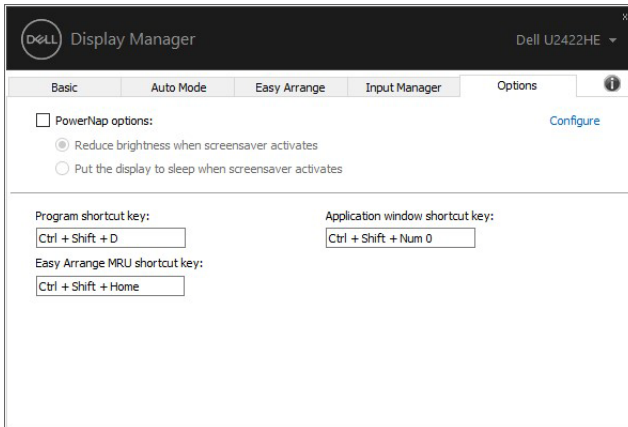 DELL Display Manager
Dell U2422HE
Basic Auto Mode Easy Arrange Input Manager Options
PowerNap options: Configure
Reduce brightness when screensaver activates
Put the display to sleep when screensaver activates
Program shortcut key: Application window shortcut key:
Ctrl + Shift + D Ctrl + Shift + Num 0
Easy Arrange MRU shortcut key:
Ctrl + Shift + Home